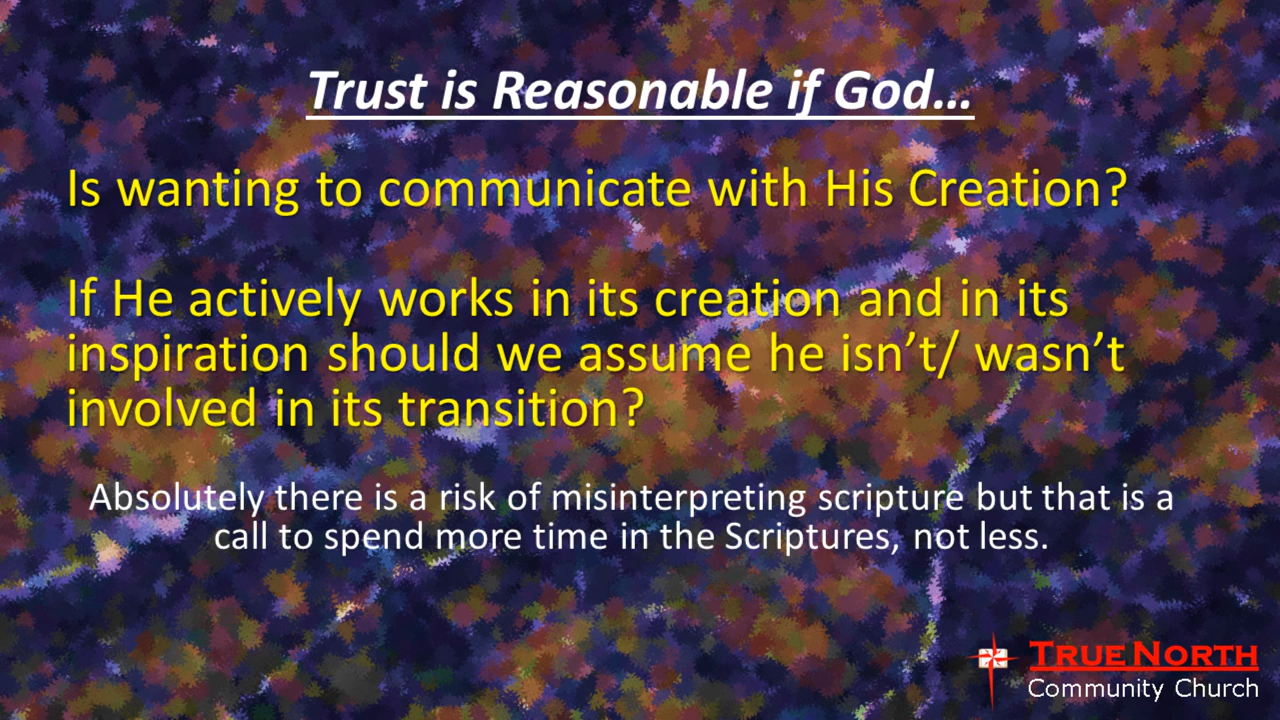 Trust is Reasonable if God…
Is wanting to communicate with His Creation?
If He actively works in its creation and in its
inspiration should we assume he isn’t/ wasn’t
involved in its transition?
Absolutely there is a risk of misinterpreting scripture but that is a
call to spend more time in the Scriptures, not less.
TRUE NORTH
Community Church